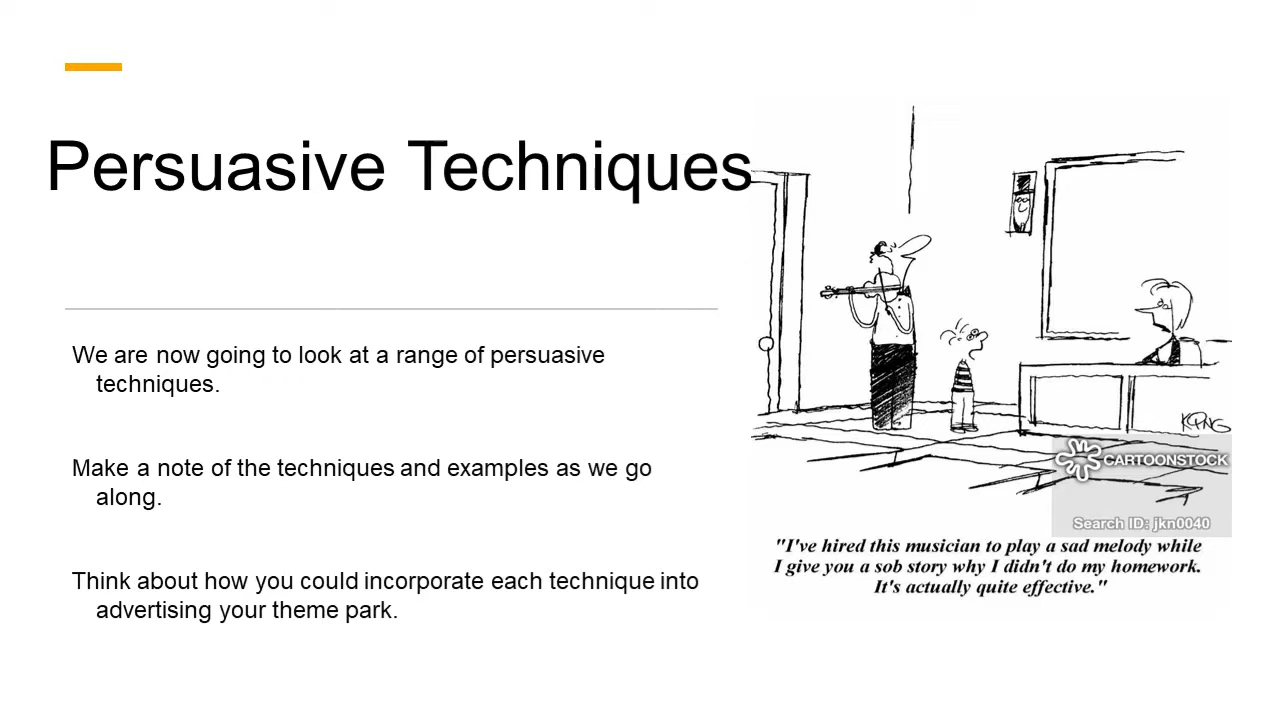 Persuasive Techniques
We are now going to look at a range of persuasive
techniques.
Make a note of the techniques and examples as we go
along.
Think about how you could incorporate each technique into
advertising your theme park.
KONG
CARTOONSTOCK
Search ID: jkn0040
"I've hired this musician to play a sad melody while
I give you a sob story why I didn't do my homework.
It's actually quite effective."